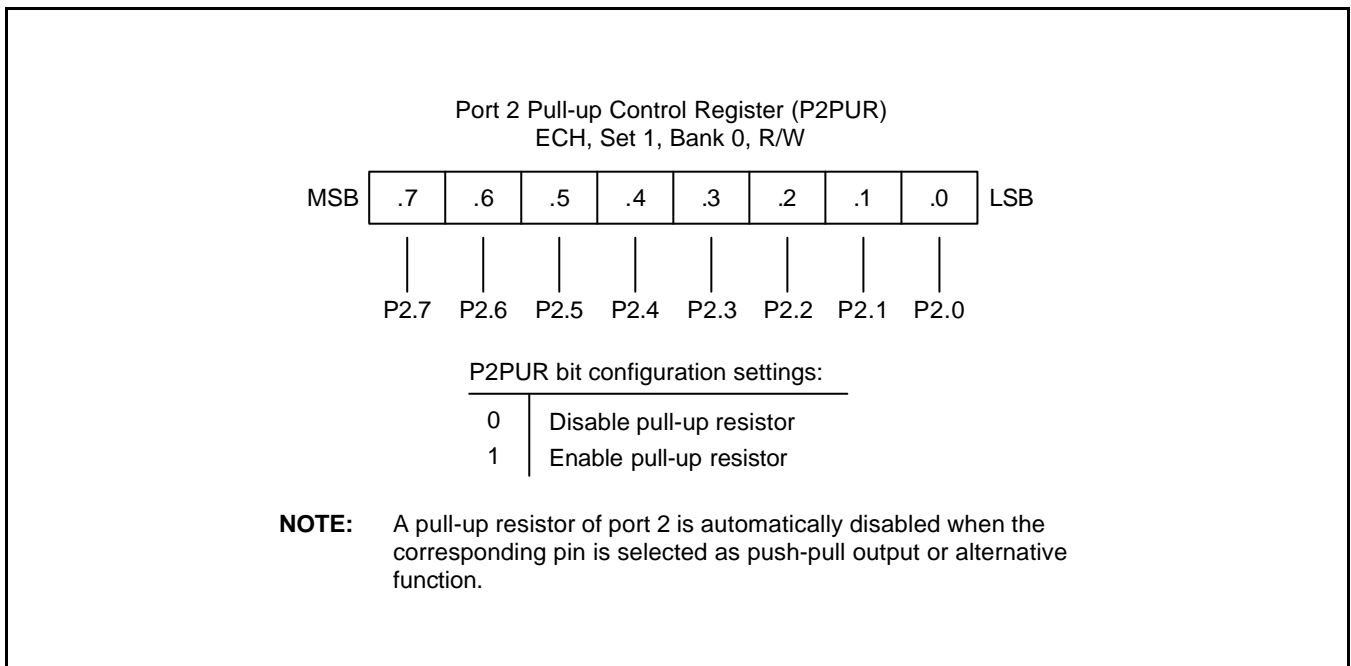 Port 2 Pull-up Control Register (P2PUR)
ECH, Set 1, Bank 0, R/W
MSB .7 .6 .5 .4 .3 .2 .1 .0 LSB
P2.7 P2.6 P2.5 P2.4 P2.3 P2.2 P2.1 P2.0
P2PUR bit configuration settings:
0 Disable pull-up resistor
1 Enable pull-up resistor
NOTE: A pull-up resistor of port 2 is automatically disabled when the
corresponding pin is selected as push-pull output or alternative
function.